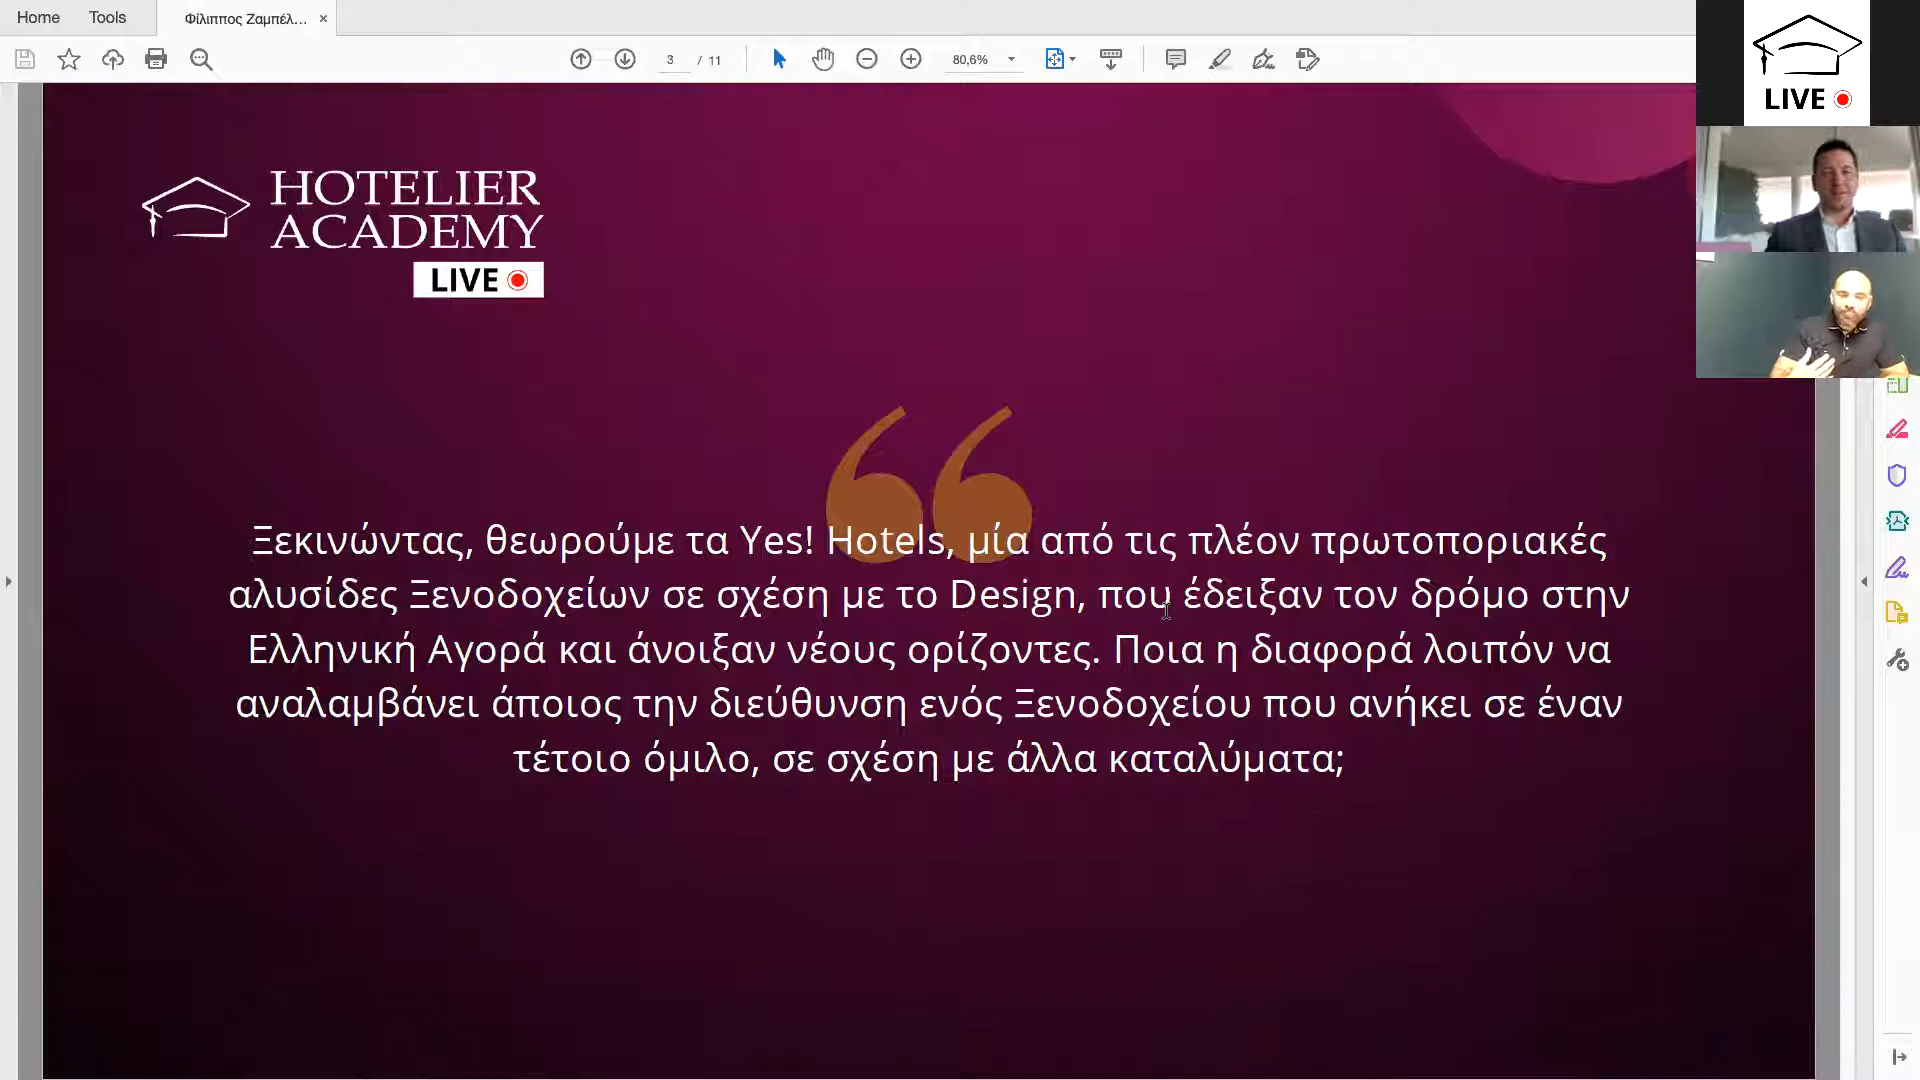 Home
Tools
Φίλιππος Ζαμπέλ...
3 / 11
80,6%
LIVE
HOTELIER
ACADEMY
LIVE
Ξεκινώντας, θεωρούμε τα Yes! Hotels, μία από τις πλέον πρωτοποριακές
αλυσίδες Ξενοδοχείων σε σχέση με το Design, που έδειξαν τον δρόμο στην
Ελληνική Αγορά και άνοιξαν νέους ορίζοντες. Ποια η διαφορά λοιπόν να
αναλαμβάνει άποιος την διεύθυνση ενός Ξενοδοχείου που ανήκει σε έναν
τέτοιο όμιλο, σε σχέση με άλλα καταλύματα;